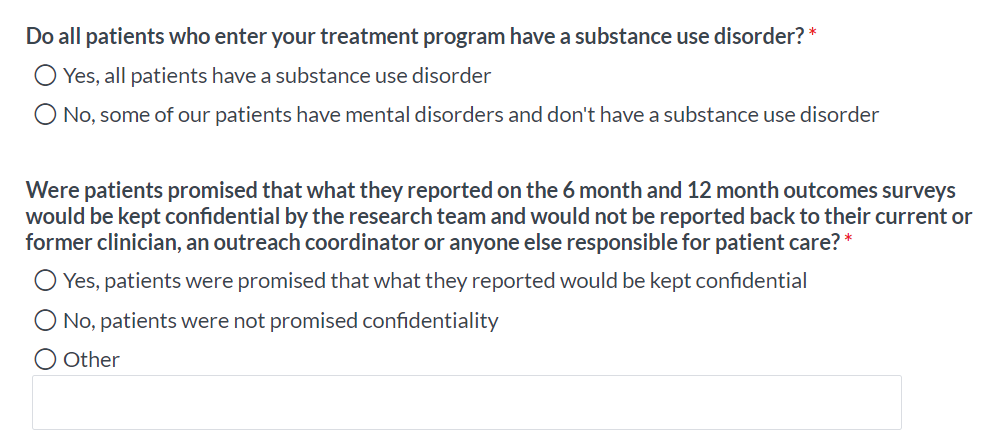 Do all patients who enter your treatment program have a substance use disorder? *
Yes, all patients have a substance use disorder
No, some of our patients have mental disorders and don't have a substance use disorder
Were patients promised that what they reported on the 6 month and 12 month outcomes surveys
would be kept confidential by the research team and would not be reported back to their current or
former clinician, an outreach coordinator or anyone else responsible for patient care? *
Yes, patients were promised that what they reported would be kept confidential
No, patients were not promised confidentiality
Other